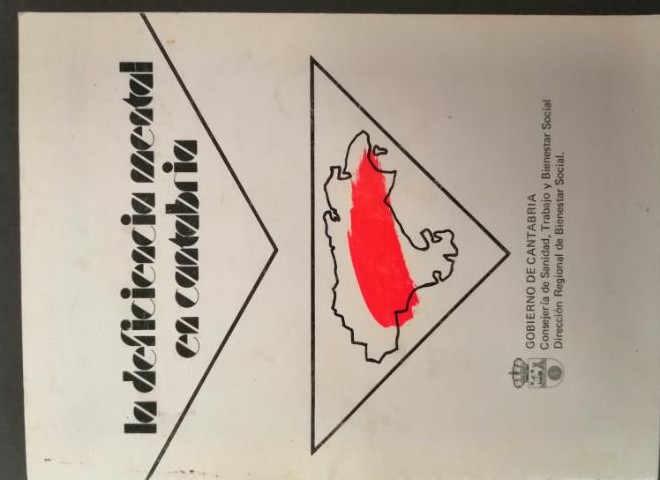 la deficiencia mental
en cantabria
GOBIERNO DE CANTABRIA
Consejería de Sanidad, Trabajo y Bienestar Social
Dirección Regional de Bienestar Social.